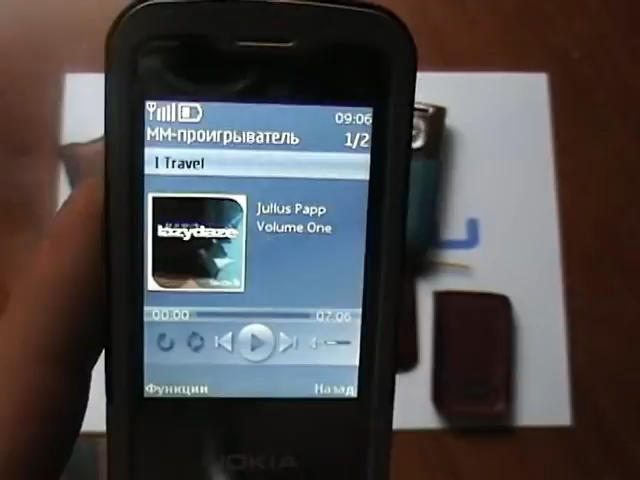 09:06
ММ-проигрыватель 1/2
I Travel
Julius Papp
Volume One
lazydaze
00:00 07:06
Функции Назад
NOKIA